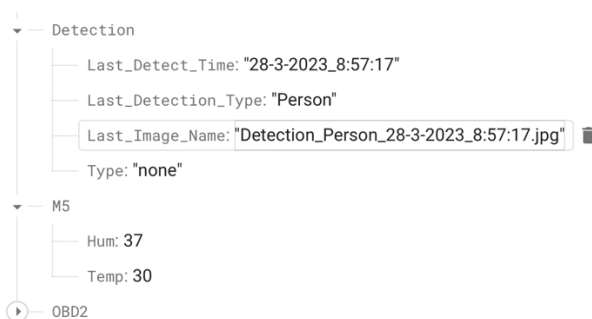 Detection
Last_Detect_Time: "28-3-2023_8:57:17"
Last_Detection_Type: "Person"
Last_Image_Name: "Detection_Person_28-3-2023_8:57:17.jpg"
Type: "none"
M5
Hum: 37
Temp: 30
OBD2